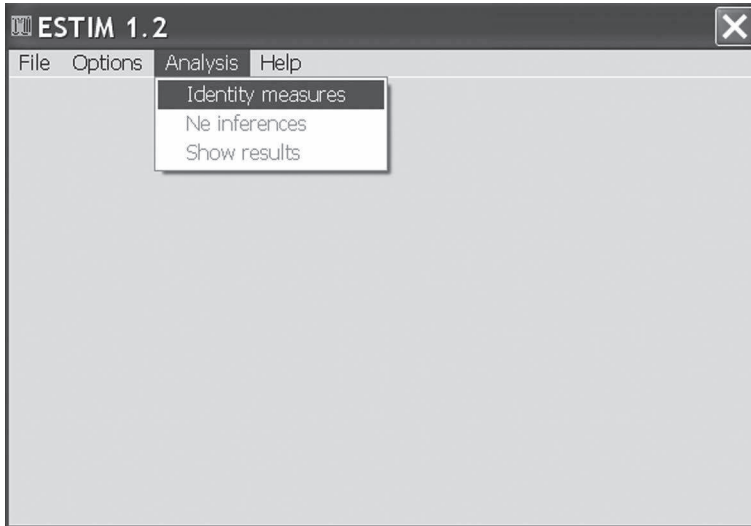 ESTIM 1.2
File Options Analysis Help
Identity measures
Ne inferences
Show results